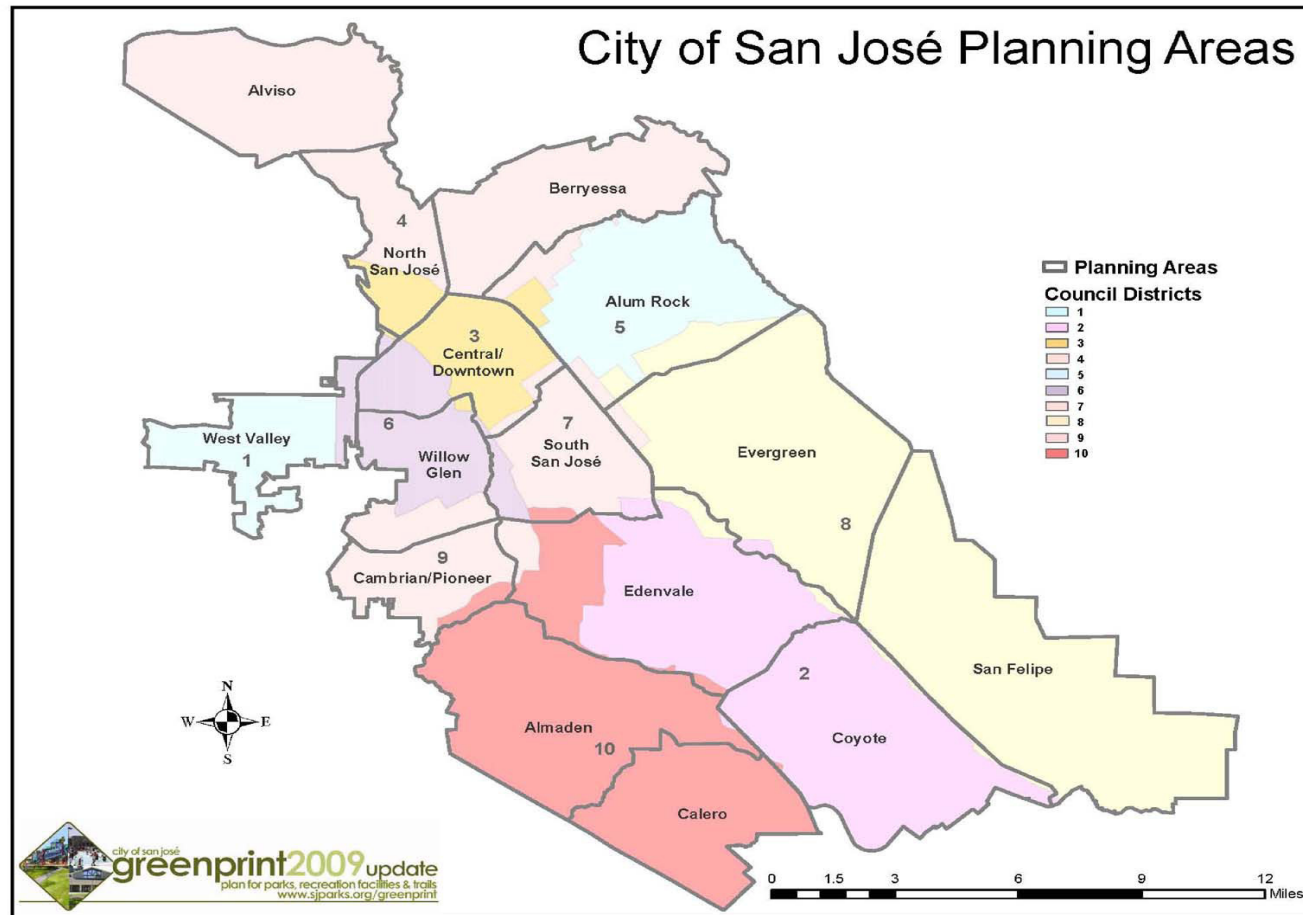 City of San José Planning Areas
Alviso
Berryessa
4
North
San José
Alum Rock
5
3
Central/
Downtown
6
Willow
Glen
West Valley
1
7
South
San José
Evergreen
8
9
Cambrian/Pioneer
Edenvale
San Felipe
2
Coyote
Almaden
10
Calero
Planning Areas
Council Districts
1
2
3
4
5
6
7
8
9
10
N
W
E
S
city of san josé
greenprint2009 update
plan for parks, recreation facilities & trails
www.sjparks.org/greenprint
0 1.5 3 6 9 12
Miles